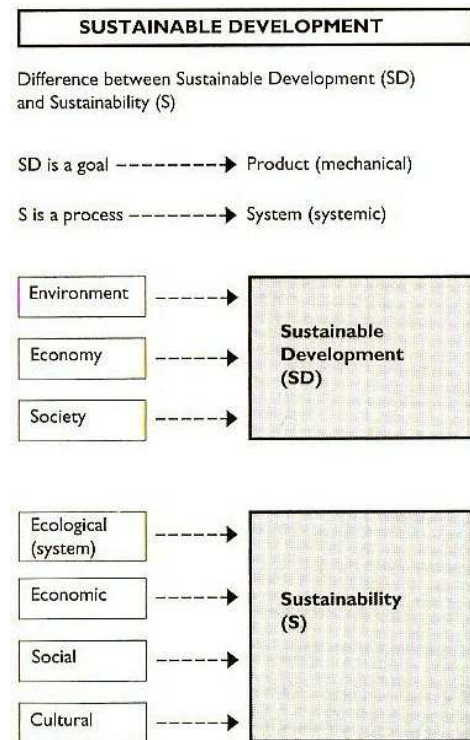 SUSTAINABLE DEVELOPMENT
Difference between Sustainable Development (SD)
and Sustainability (S)
SD is a goal Product (mechanical)
S is a process System (systemic)
Environment
Economy
Society
Sustainable
Development
(SD)
Ecological
(system)
Economic
Social
Cultural
Sustainability
(S)